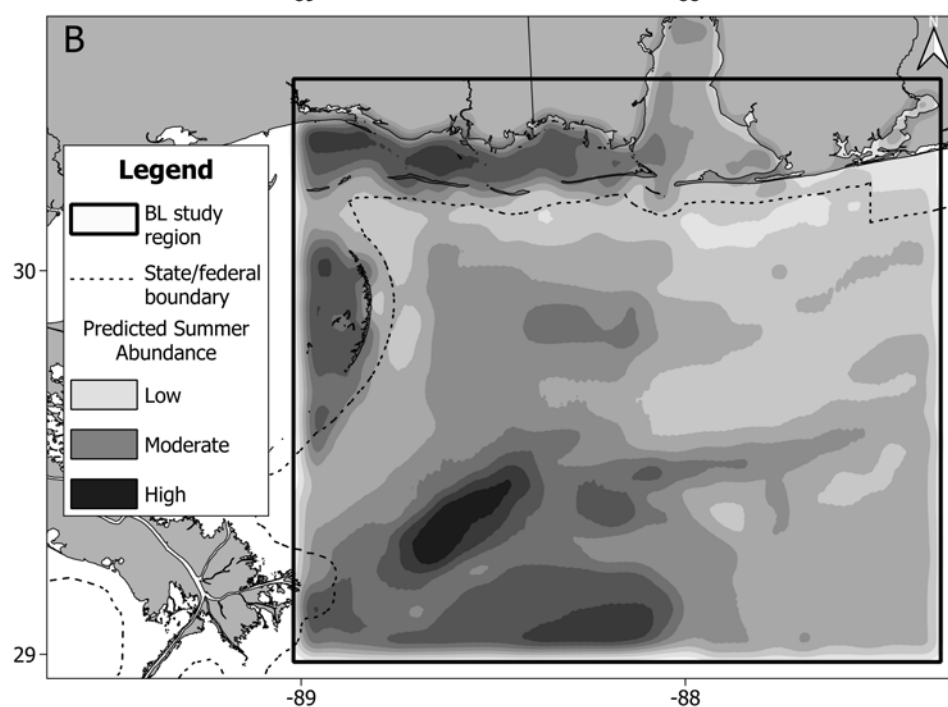 B
N
Legend
BL study
region
State/federal
boundary
Predicted Summer
Abundance
Low
Moderate
High
30
29
-89
-88